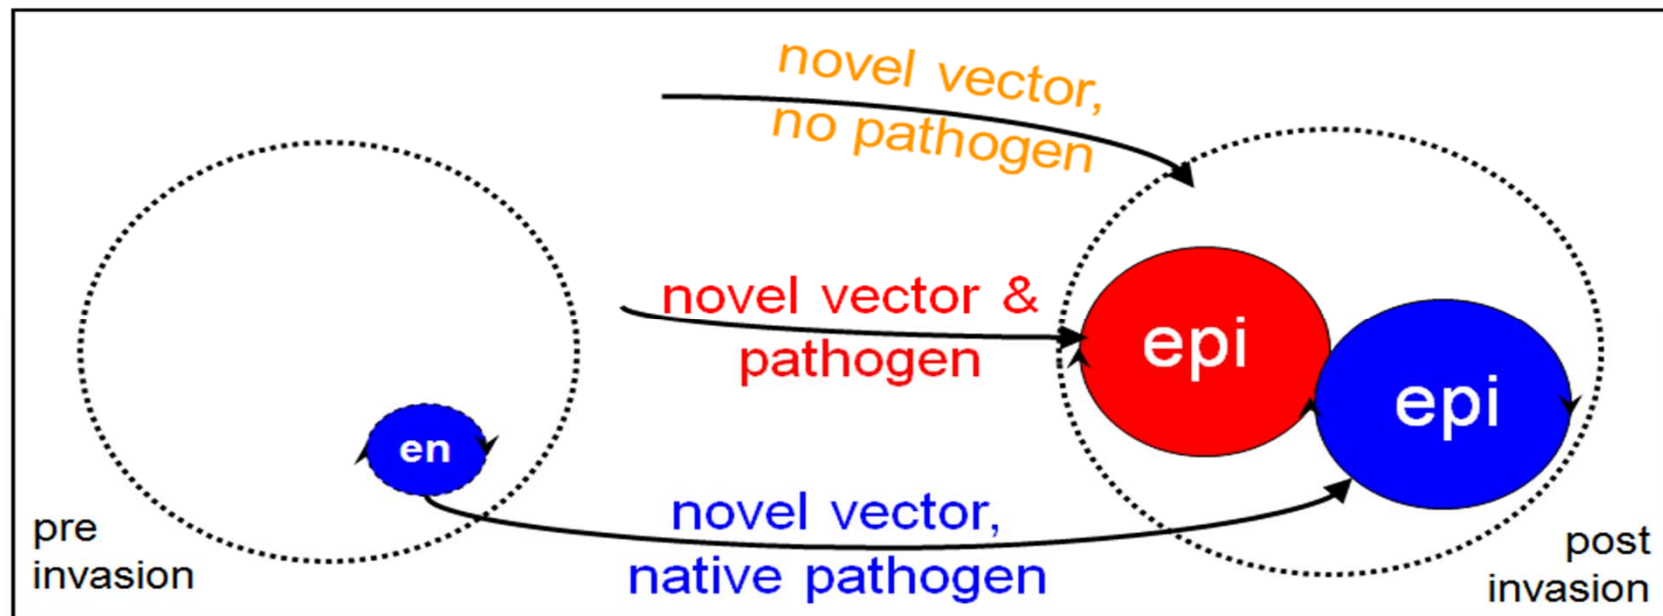 novel vector,
no pathogen
novel vector &
pathogen
epi
epi
en
novel vector,
native pathogen
pre
invasion
post
invasion